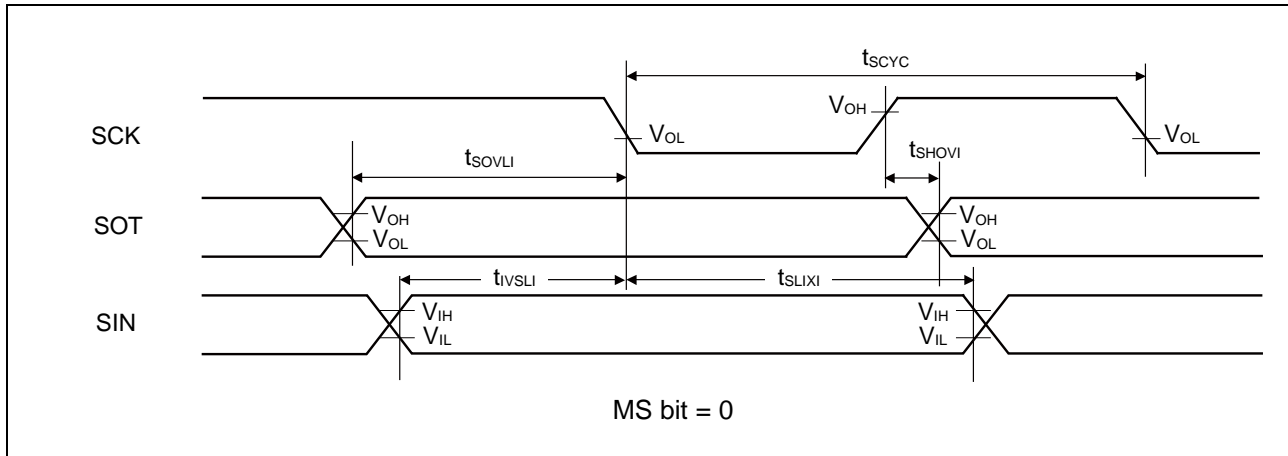 tSCYC
SCK VOH
VOL VOL
tSOVLI tSHOVI
SOT VOH VOH
VOL VOL
tIVSLI tSLIXI
SIN VIH VIH
VIL VIL
MS bit = 0